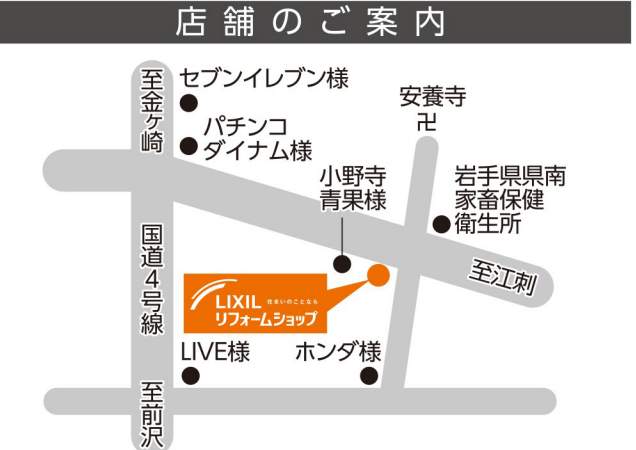 店舗のご案内
至金ヶ崎
セブンイレブン様
パチンコ
ダイナム様
安養寺
卍
小野寺
青果様
岩手県県南
家畜保健
衛生所
国道4号線
至江刺
LIXIL 住まいのことなら
リフォームショップ
LIVE様
ホンダ様
至前沢